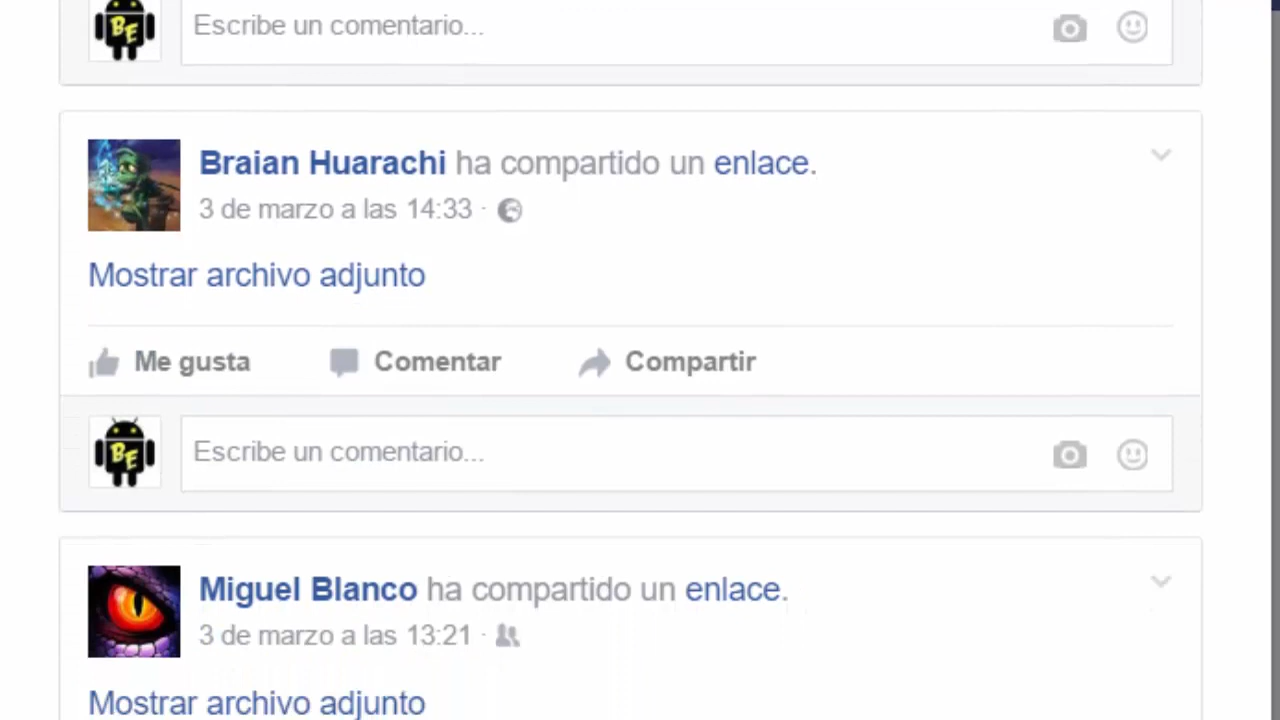 BE
Escribe un comentario...
Braian Huarachi ha compartido un enlace.
3 de marzo a las 14:33 ·
Mostrar archivo adjunto
Me gusta
Comentar
Compartir
BE
Escribe un comentario...
Miguel Blanco ha compartido un enlace.
3 de marzo a las 13:21 ·
Mostrar archivo adjunto